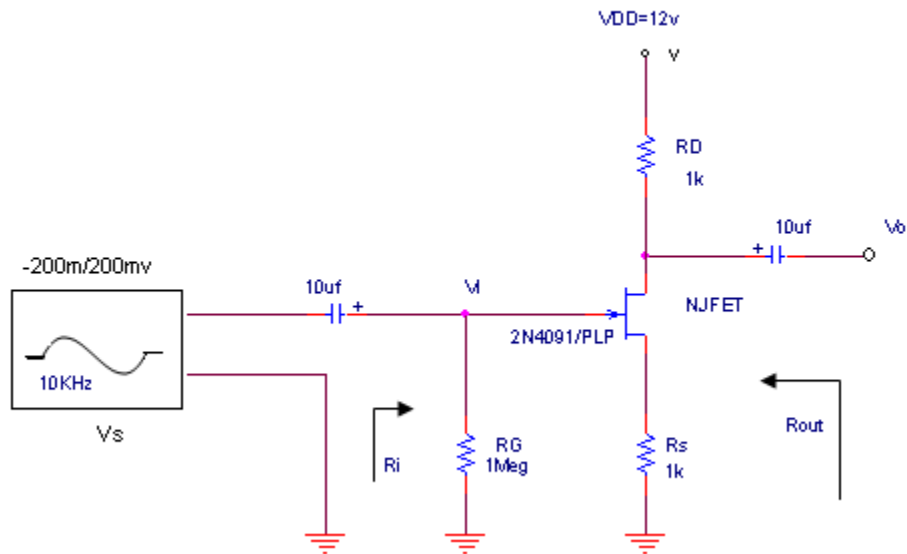 VDD=12v
v
RD
1k
10uf
Vo
+
-200m/200mv
10uf
+
VI
NJFET
2N4091/PLP
10KHz
Vs
Ri
RG
1Meg
Rs
1k
Rout